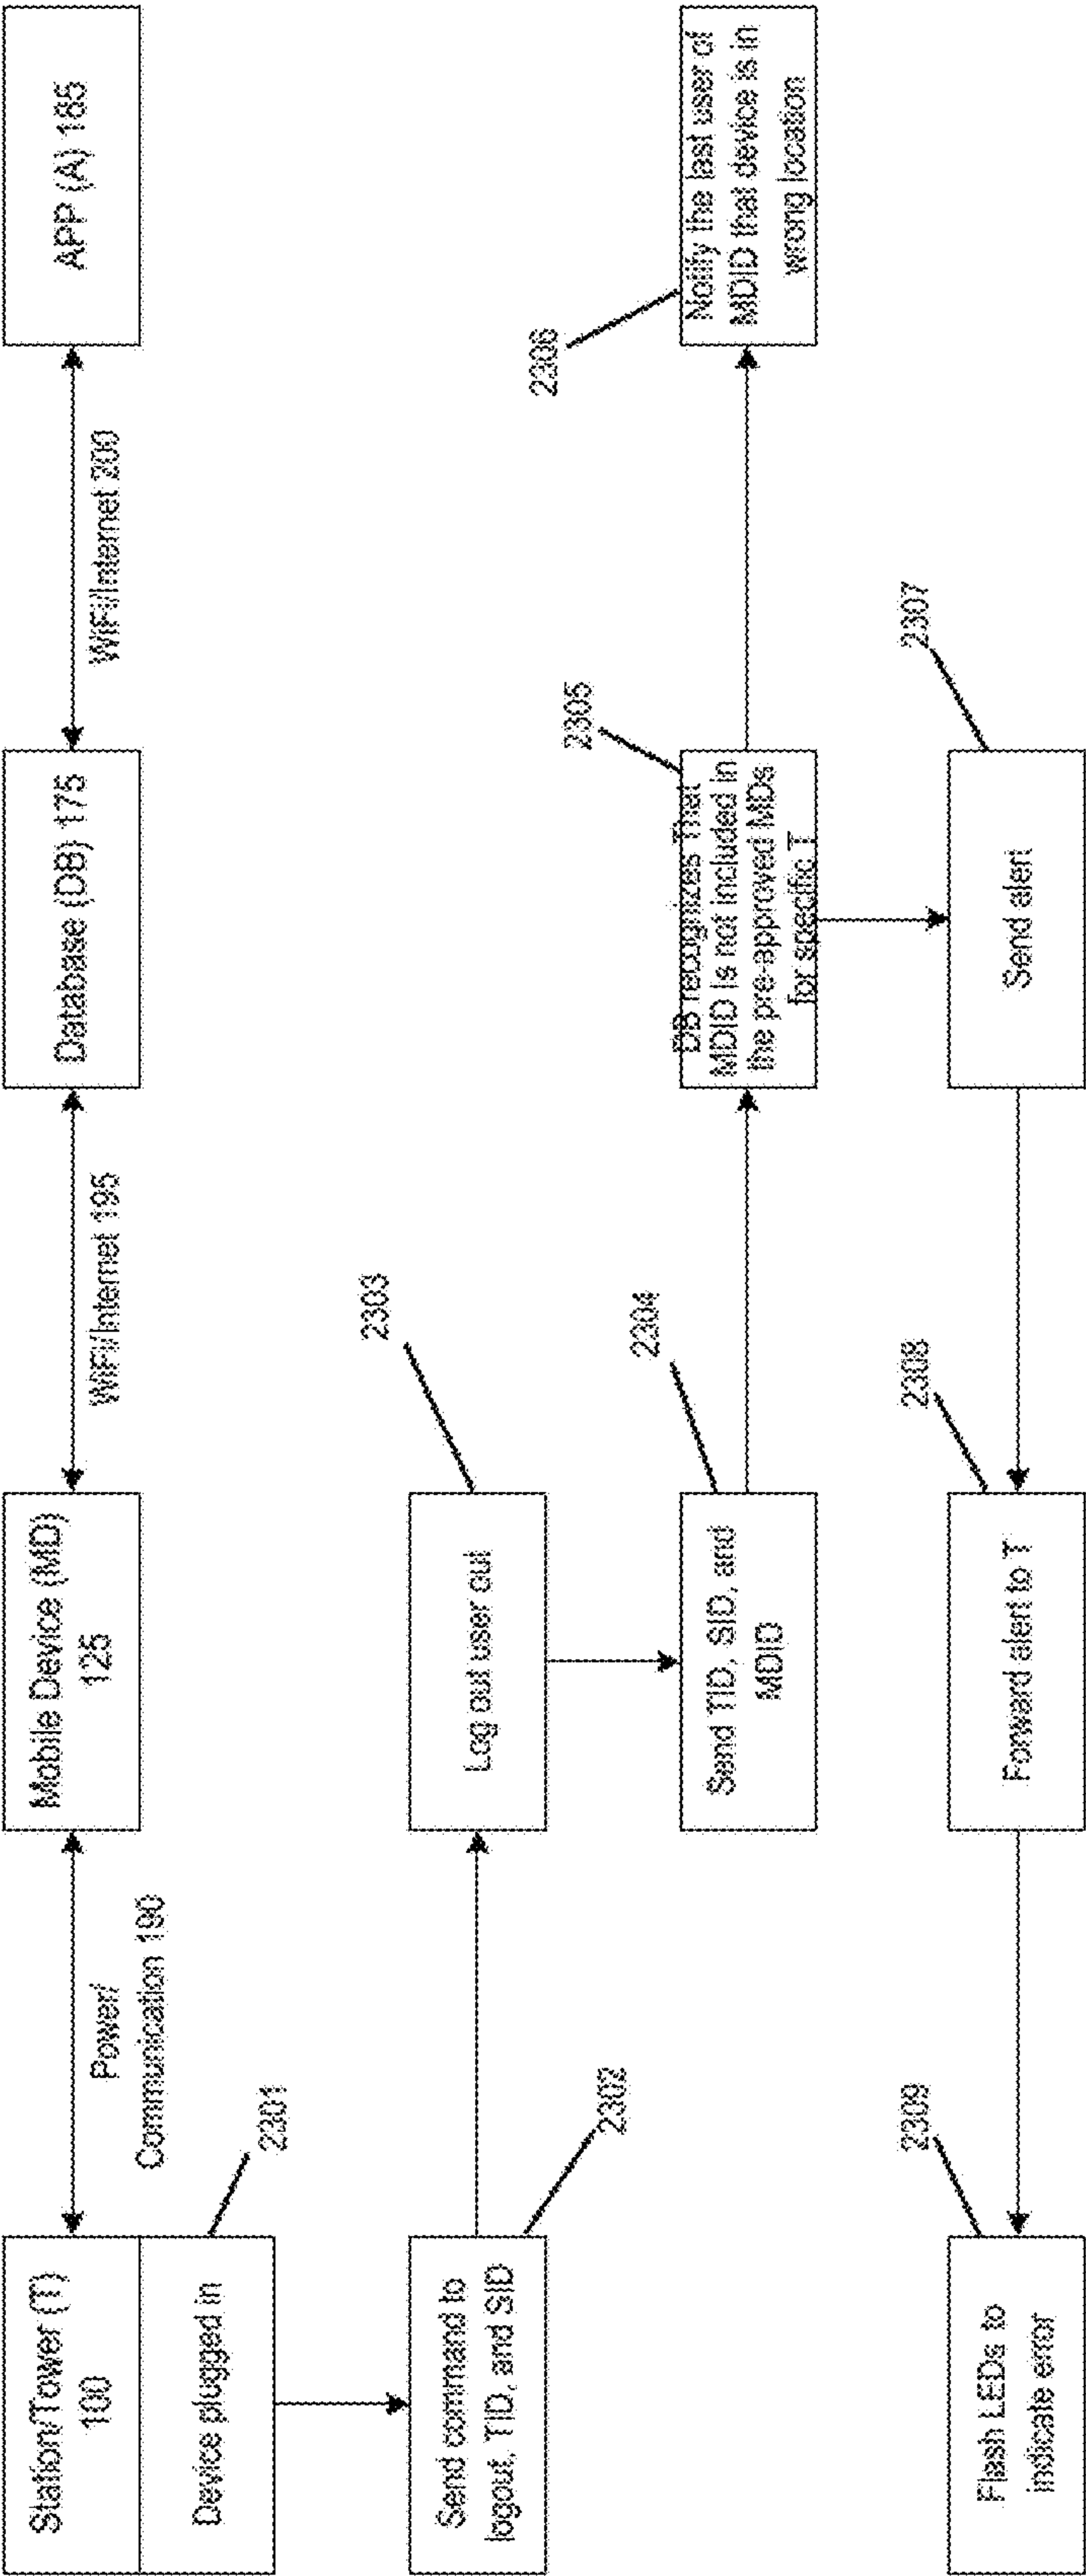 Station/Tower (T)
100
Power/
Communication 190
Mobile Device (MD)
125
WiFi/Internet 195
Database (DB) 175
WiFi/Internet 200
APP (A) 185
Device plugged in
2301
Send command to
logout, TID, and SID
2302
Log out user out
2303
Send TID, SID, and
MDID
2304
DB recognizes That
MDID is not included in
the pre-approved MDs
for specific T
2305
Notify the last user of
MDID that device is in
wrong location
2306
Send alert
2307
Forward alert to T
2308
Flash LEDs to
indicate error
2309